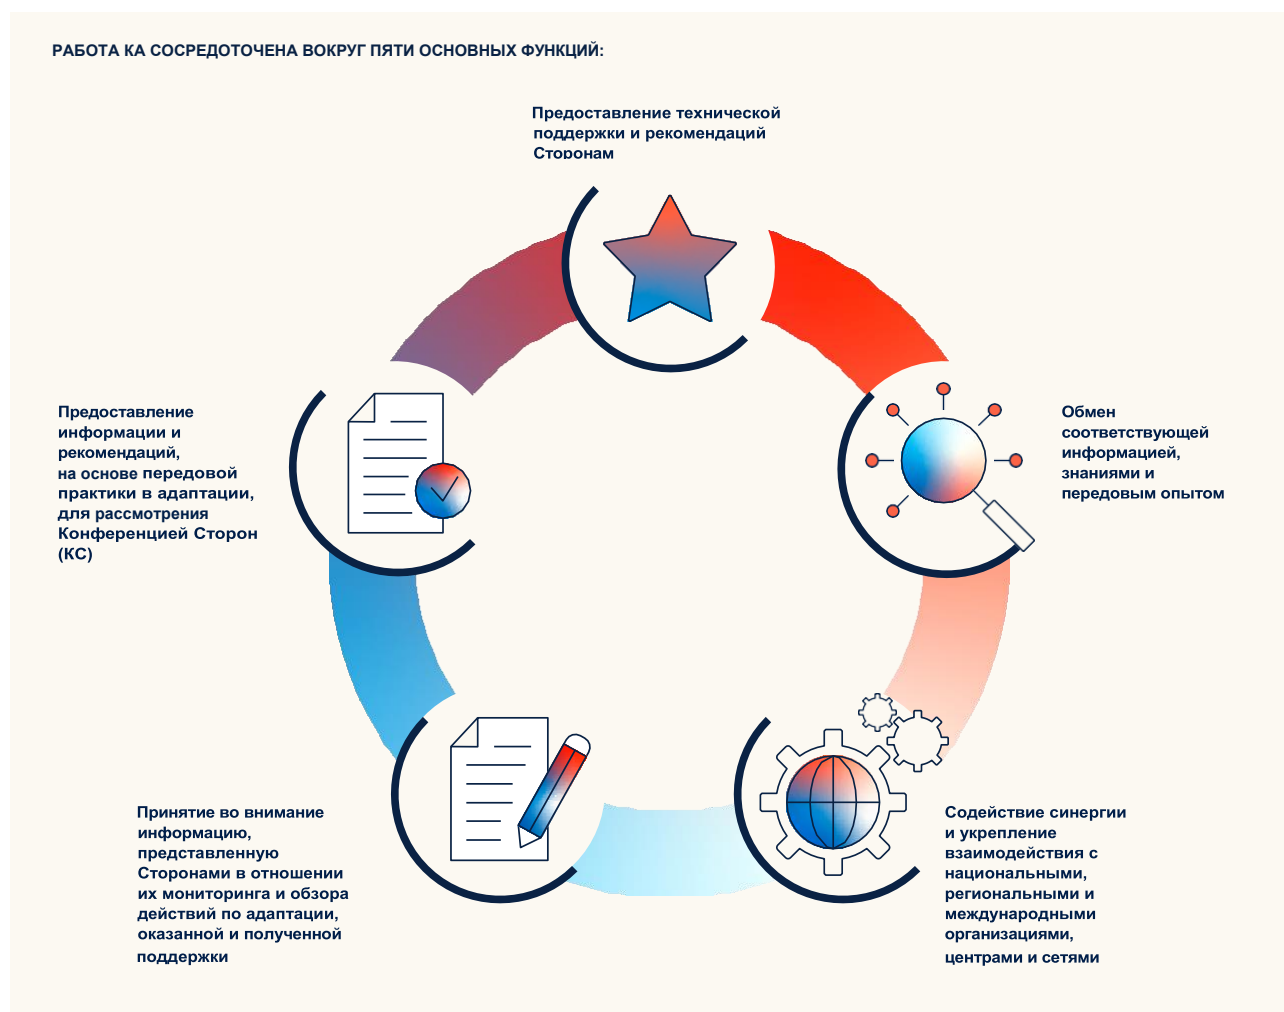 РАБОТА КА СОСРЕДОТОЧЕНА ВОКРУГ ПЯТИ ОСНОВНЫХ ФУНКЦИЙ:
Предоставление технической
поддержки и рекомендаций
Сторонам
Обмен
соответствующей
информацией,
знаниями и
передовым опытом
Содействие синергии
и укрепление
взаимодействия с
национальными,
региональными и
международными
организациями,
центрами и сетями
Принятие во внимание
информацию,
представленную
Сторонами в отношении
их мониторинга и обзора
действий по адаптации,
оказанной и полученной
поддержки
Предоставление
информации и
рекомендаций,
на основе передовой
практики в адаптации,
для рассмотрения
Конференцией Сторон
(КС)